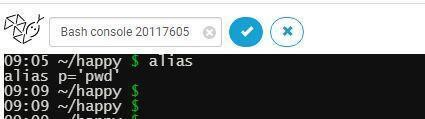 Bash console 20117605
09:05 ~/happy $ alias
alias p='pwd'
09:09 ~/happy $
09:09 ~/happy $